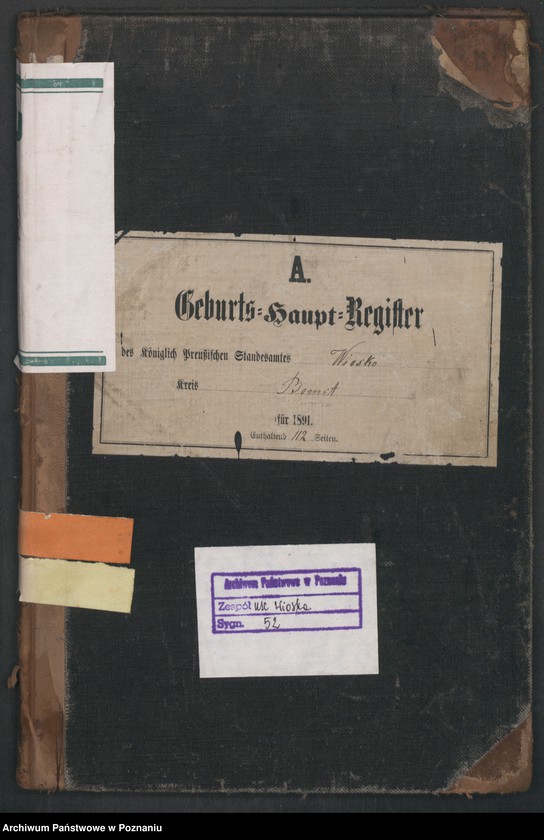 A.
Geburts-Haupt-Register
des Königlich Preußischen Standesamtes Wiosko
Kreis Bomst
für 1891.
Enthaltend 112 Seiten.
Archiwum Państwowe w Poznaniu
Zespół USC Wioska
Sygn. 52
Archiwum Państwowe w Poznaniu